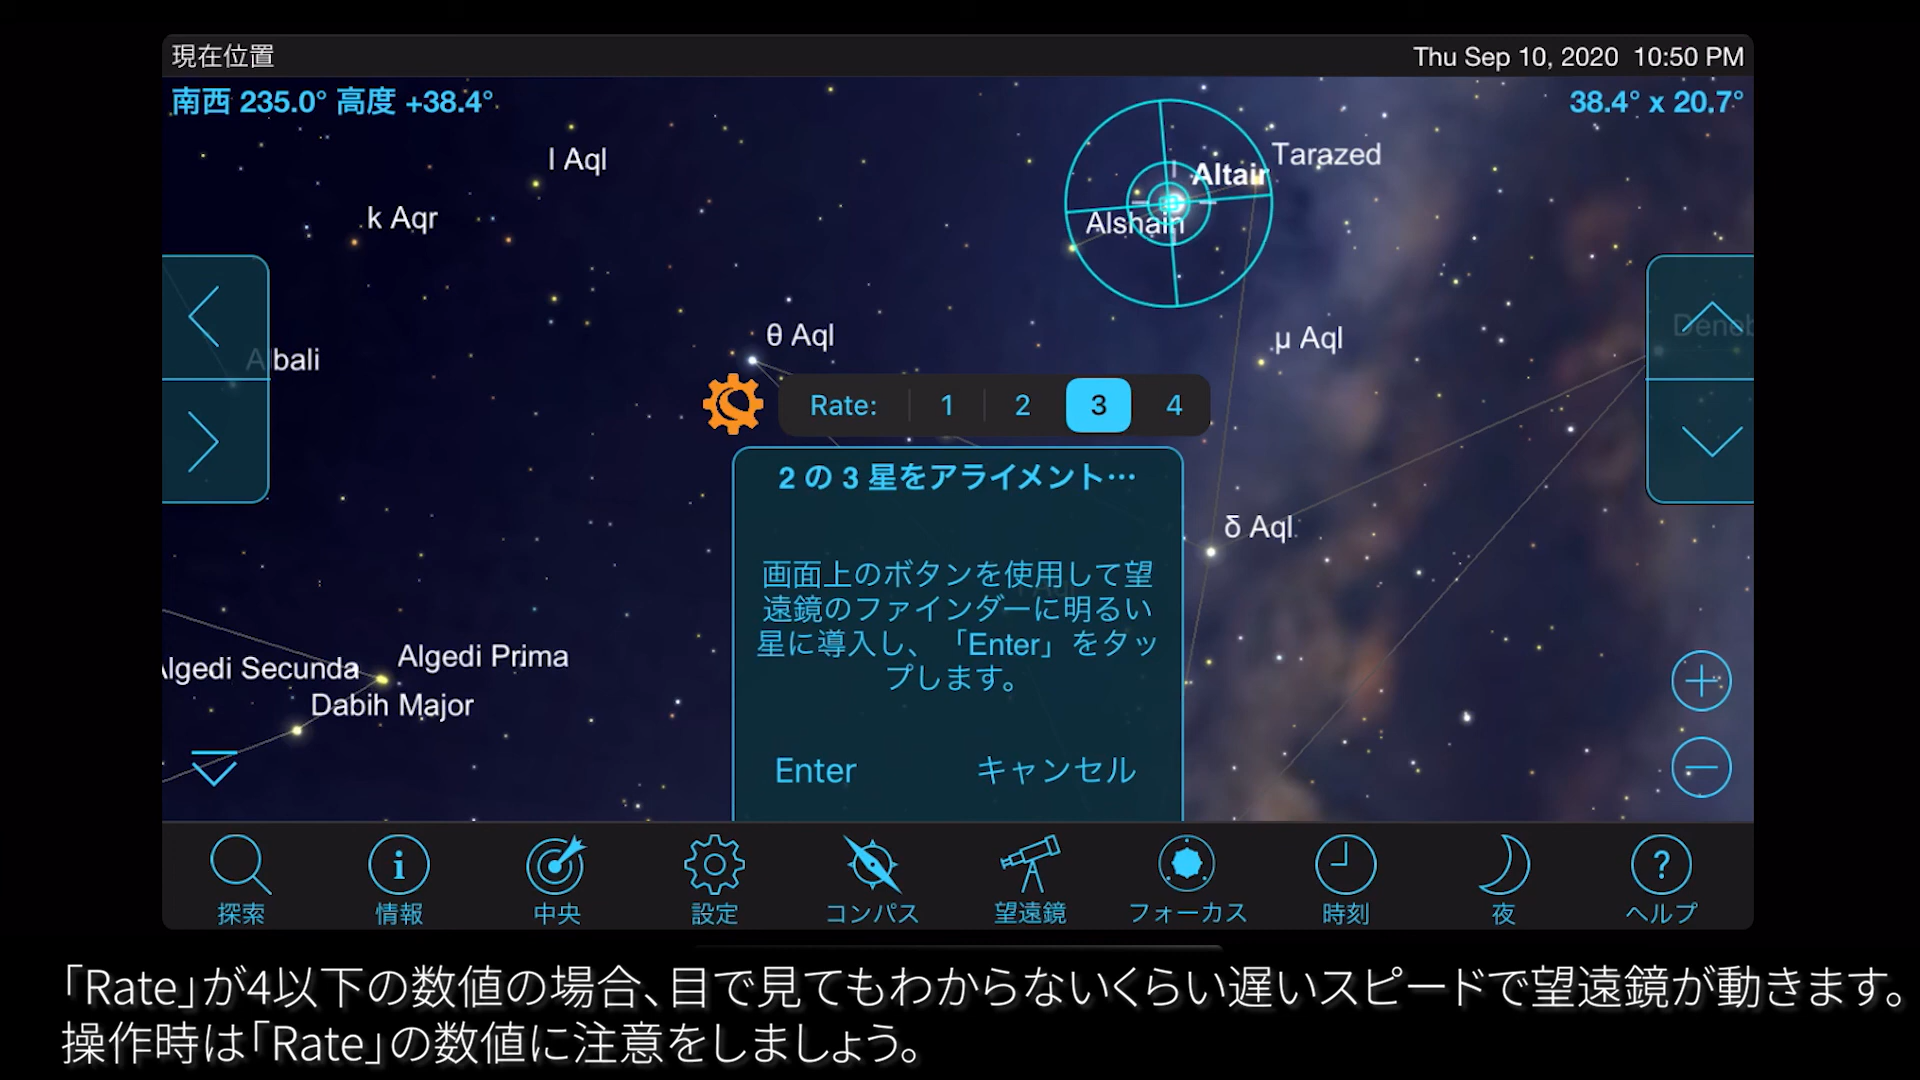 現在位置
Thu Sep 10, 2020 10:50 PM
南西 235.0° 高度 +38.4°
38.4° x 20.7°
Tarazed
l Aql
Altair
k Aqr
Alshain
Deneb
θ Aql
μ Aql
Albali
Rate: 1 2 3 4
2 の 3 星をアライメント…
δ Aql
画面上のボタンを使用して望
遠鏡のファインダーに明るい
星に導入し、「Enter」をタッ
プします。
Algedi Prima
Algedi Secunda
Dabih Major
Enter キャンセル
探索 情報 中央 設定 コンパス 望遠鏡 フォーカス 時刻 夜 ヘルプ
「Rate」が4以下の数値の場合、目で見てもわからないくらい遅いスピードで望遠鏡が動きます。
操作時は「Rate」の数値に注意をしましょう。